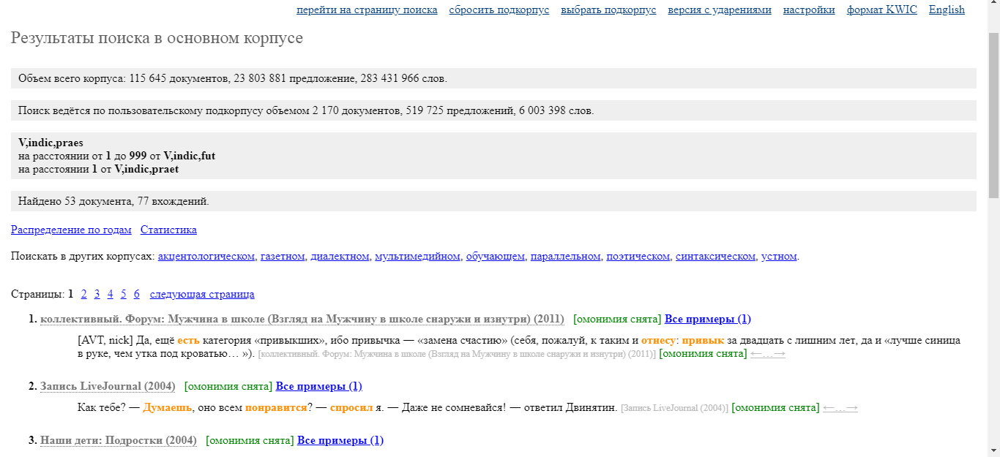 перейти на страницу поиска сбросить подкорпус выбрать подкорпус версия с ударениями настройки формат KWIC English
Результаты поиска в основном корпусе
Объем всего корпуса: 115 645 документов, 23 803 881 предложение, 283 431 966 слов.
Поиск ведётся по пользовательскому подкорпусу объемом 2 170 документов, 519 725 предложений, 6 003 398 слов.
V,indic,praes
на расстоянии от 1 до 999 от V,indic,fut
на расстоянии 1 от V,indic,praet
Найдено 53 документа, 77 вхождений.
Распределение по годам Статистика
Поискать в других корпусах: акцентологическом, газетном, диалектном, мультимедийном, обучающем, параллельном, поэтическом, синтаксическом, устном.
Страницы: 1 2 3 4 5 6 следующая страница
1. коллективный. Форум: Мужчина в школе (Взгляд на Мужчину в школе снаружи и изнутри) (2011) [омонимия снята] Все примеры (1)
[AVT, nick] Да, ещё есть категория «привыкших», ибо привычка — «замена счастию» (себя, пожалуй, к таким и отнесу: привык за двадцать с лишним лет, да и «лучше синица
в руке, чем утка под кроватью… »). [коллективный. Форум: Мужчина в школе (Взгляд на Мужчину в школе снаружи и изнутри) (2011)] [омонимия снята] ←…→
2. Запись LiveJournal (2004) [омонимия снята] Все примеры (1)
Как тебе? — Думаешь, оно всем понравится? — спросил я. — Даже не сомневайся! — ответил Двинятин. [Запись LiveJournal (2004)] [омонимия снята] ←…→
3. Наши дети: Подростки (2004) [омонимия снята] Все примеры (1)